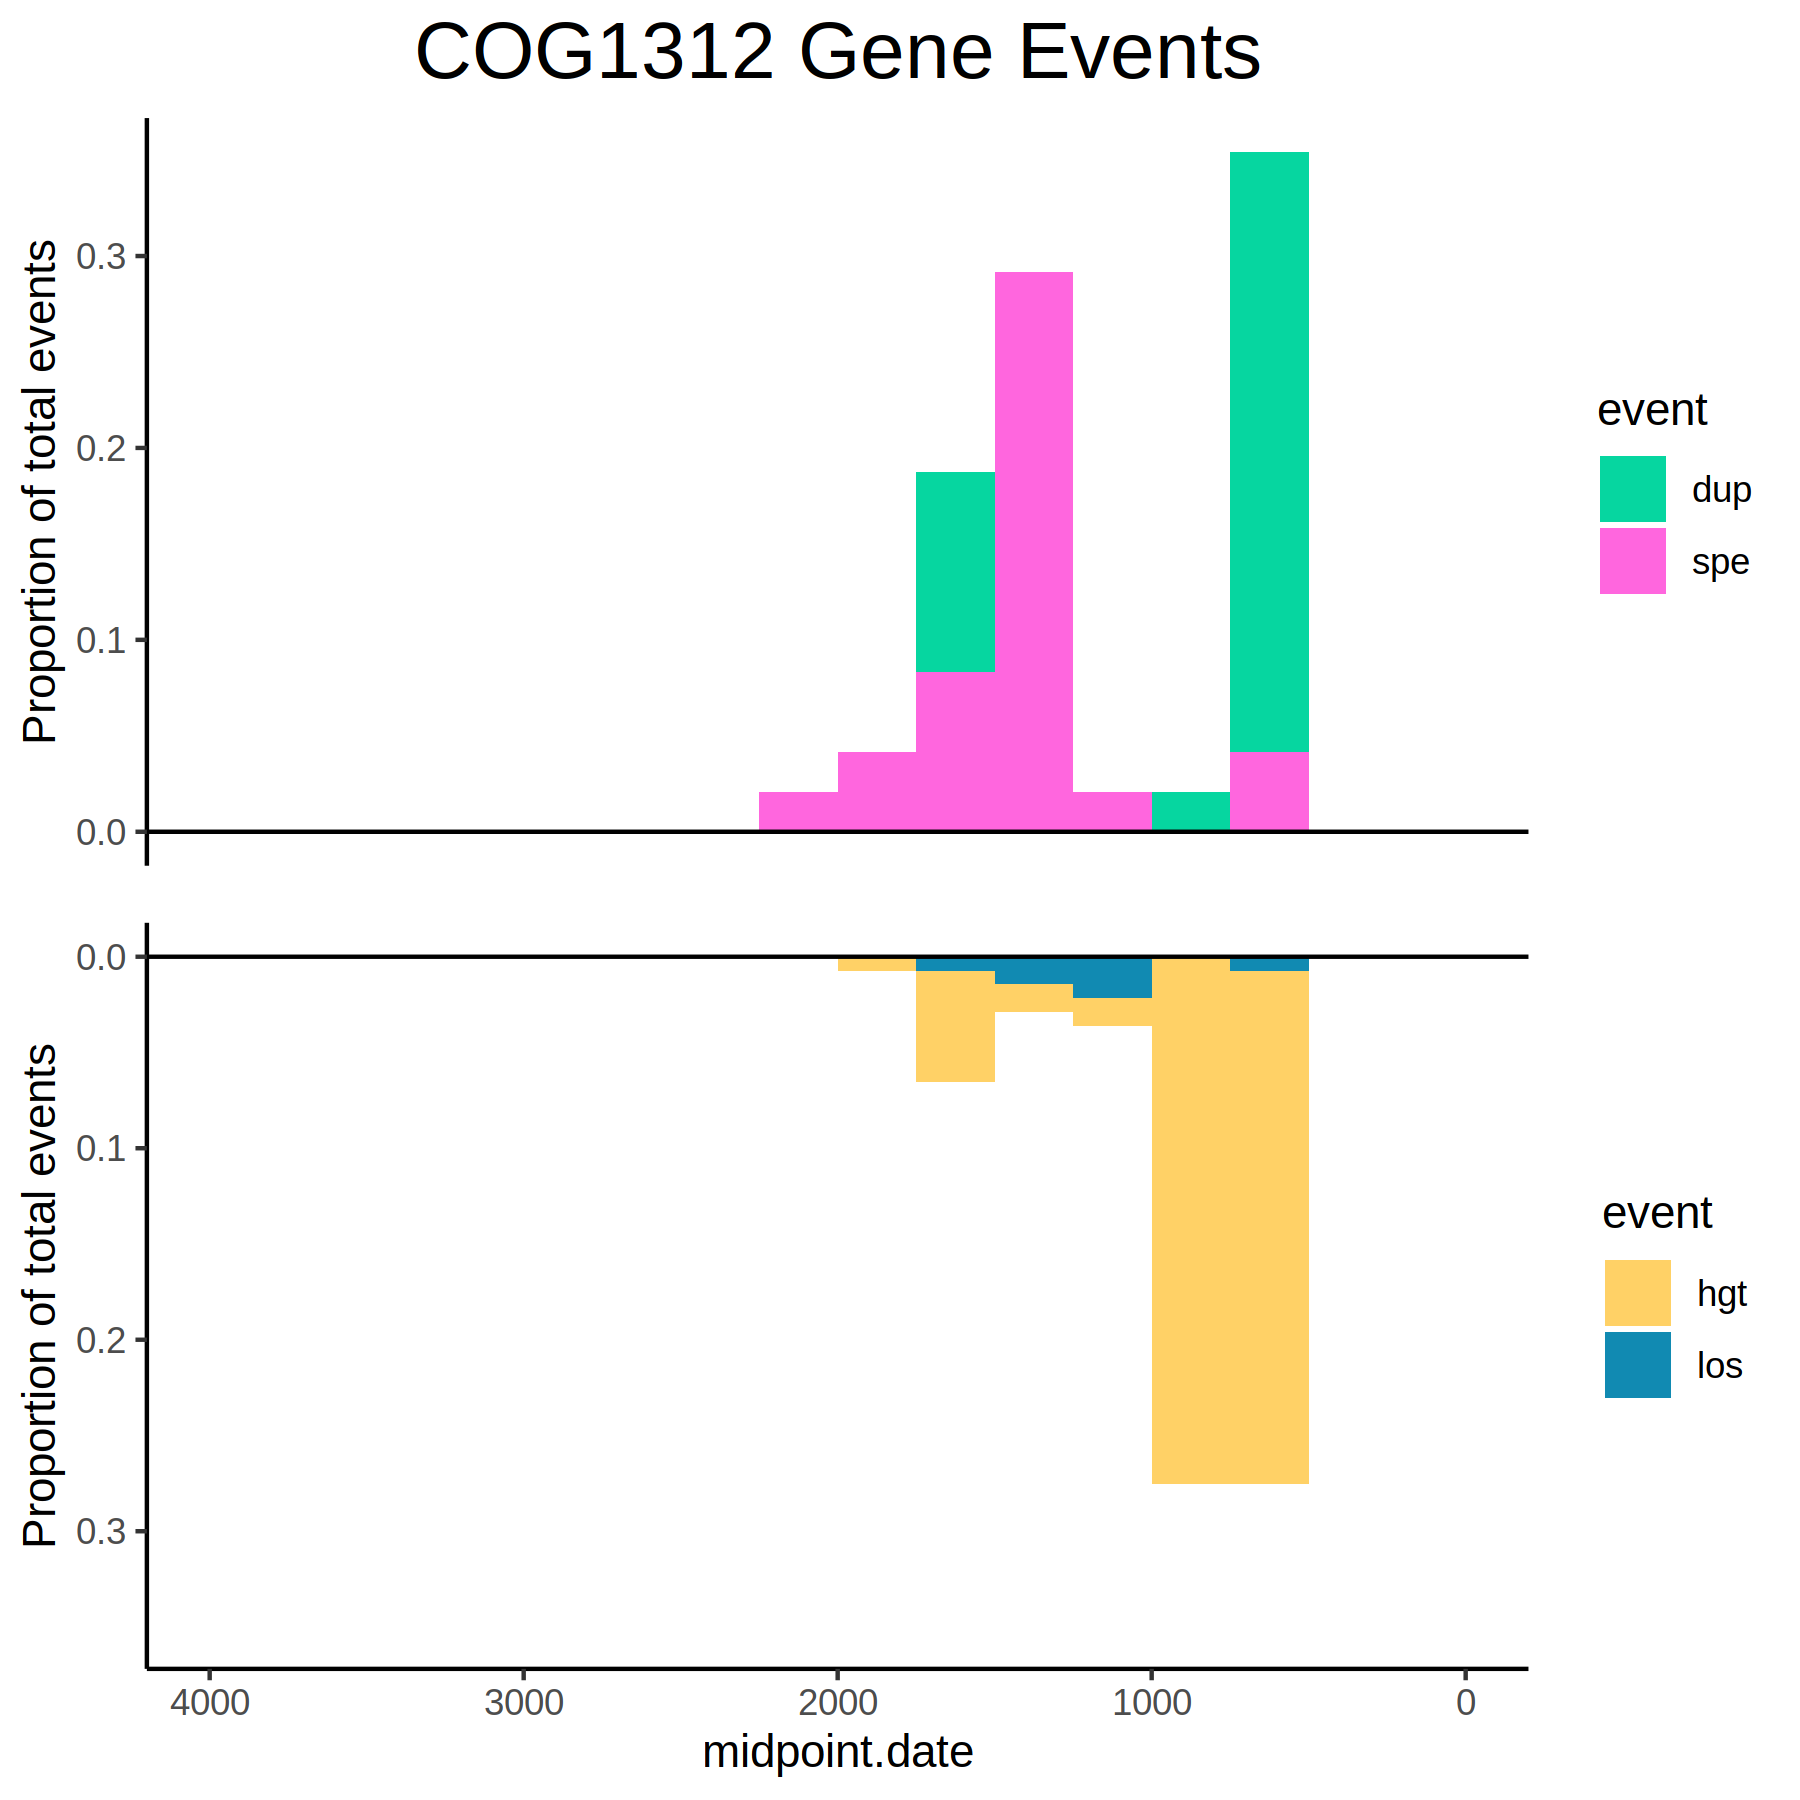 COG1312 Gene Events
Proportion of total events
0.3
0.2
0.1
0.0
event
dup
spe
Proportion of total events
0.0
0.1
0.2
0.3
event
hgt
los
4000 3000 2000 1000 0
midpoint.date